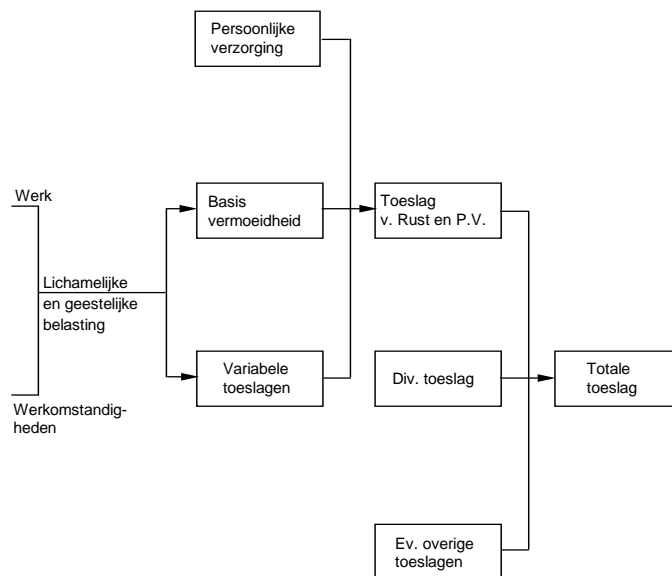 Persoonlijke
verzorging
Werk
Basis
vermoeidheid
Toeslag
v. Rust en P.V.
Lichamelijke
en geestelijke
belasting
Variabele
toeslagen
Div. toeslag
Totale
toeslag
Werkomstandig-
heden
Ev. overige
toeslagen